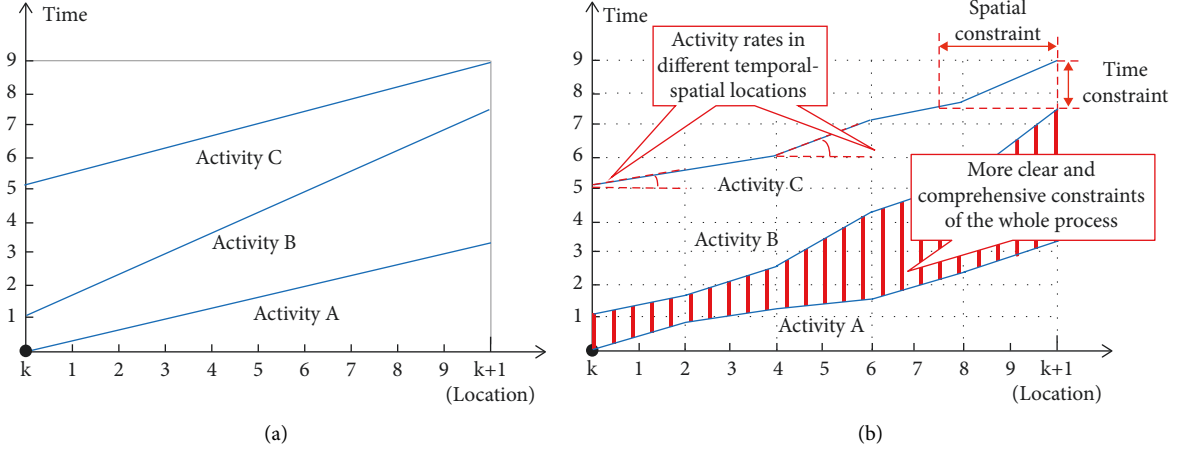 Time
9
8
7
6
5
4
3
2
1
Activity C
Activity B
Activity A
k 1 2 3 4 5 6 7 8 9 k+1
(Location)
(a)
Time
9
8
7
6
5
4
3
2
1
Activity rates in
different temporal-
spatial locations
Spatial
constraint
Time
constraint
Activity C
More clear and
comprehensive constraints
of the whole process
Activity B
Activity A
k 1 2 3 4 5 6 7 8 9 k+1
(Location)
(b)